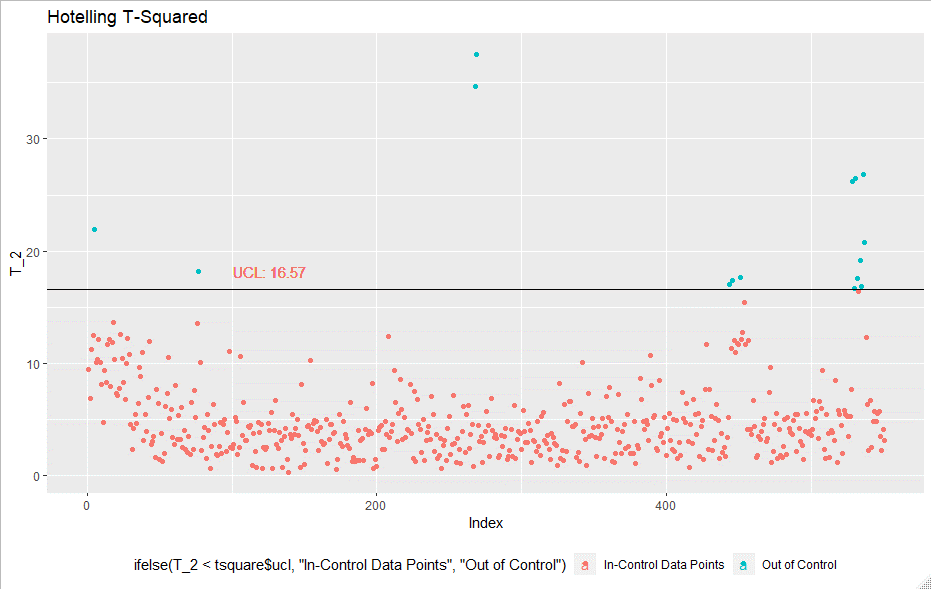 Hotelling T-Squared
30
20
10
0
T_2
UCL: 16.57
0 200 400
Index
ifelse(T_2 < tsquare$ucl, "In-Control Data Points", "Out of Control") a In-Control Data Points a Out of Control